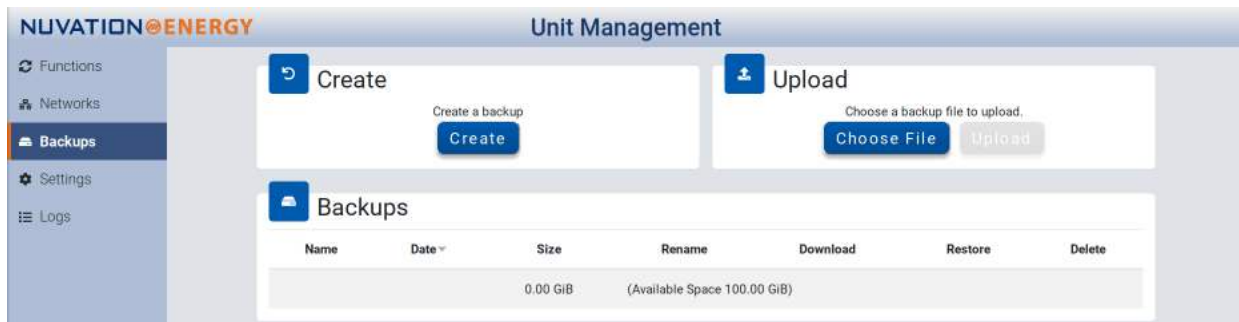 NUVATION ENERGY
Unit Management
Functions
Networks
Backups
Settings
Logs
Create
Create a backup
Create
Upload
Choose a backup file to upload.
Choose File Upload
Backups
Name Date Size Rename Download Restore Delete
0.00 GiB (Available Space 100.00 GiB)